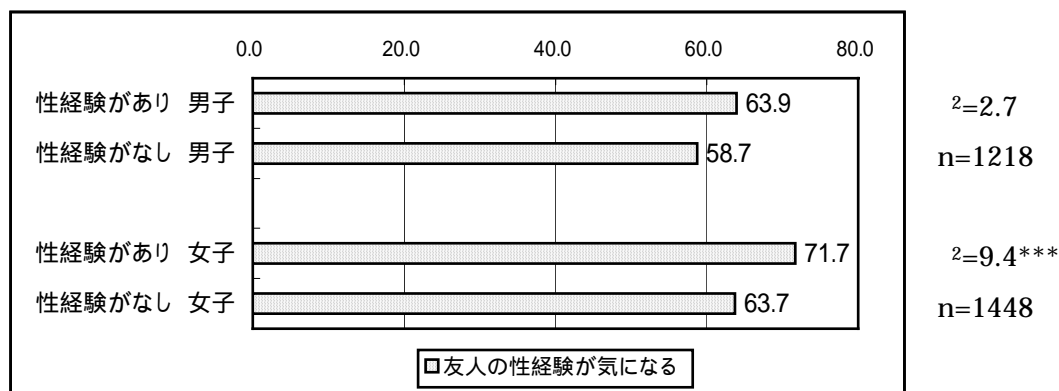 0.0 20.0 40.0 60.0 80.0
性経験があり 男子 63.9 ²=2.7
性経験がなし 男子 58.7 n=1218
性経験があり 女子 71.7 ²=9.4***
性経験がなし 女子 63.7 n=1448
友人の性経験が気になる